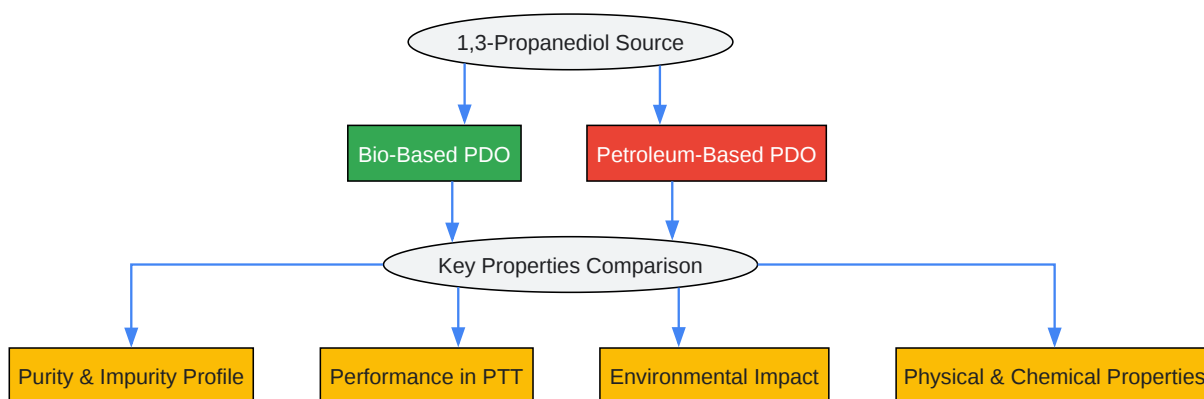 1,3-Propanediol Source
Bio-Based PDO
Petroleum-Based PDO
Key Properties Comparison
Purity & Impurity Profile
Performance in PTT
Environmental Impact
Physical & Chemical Properties